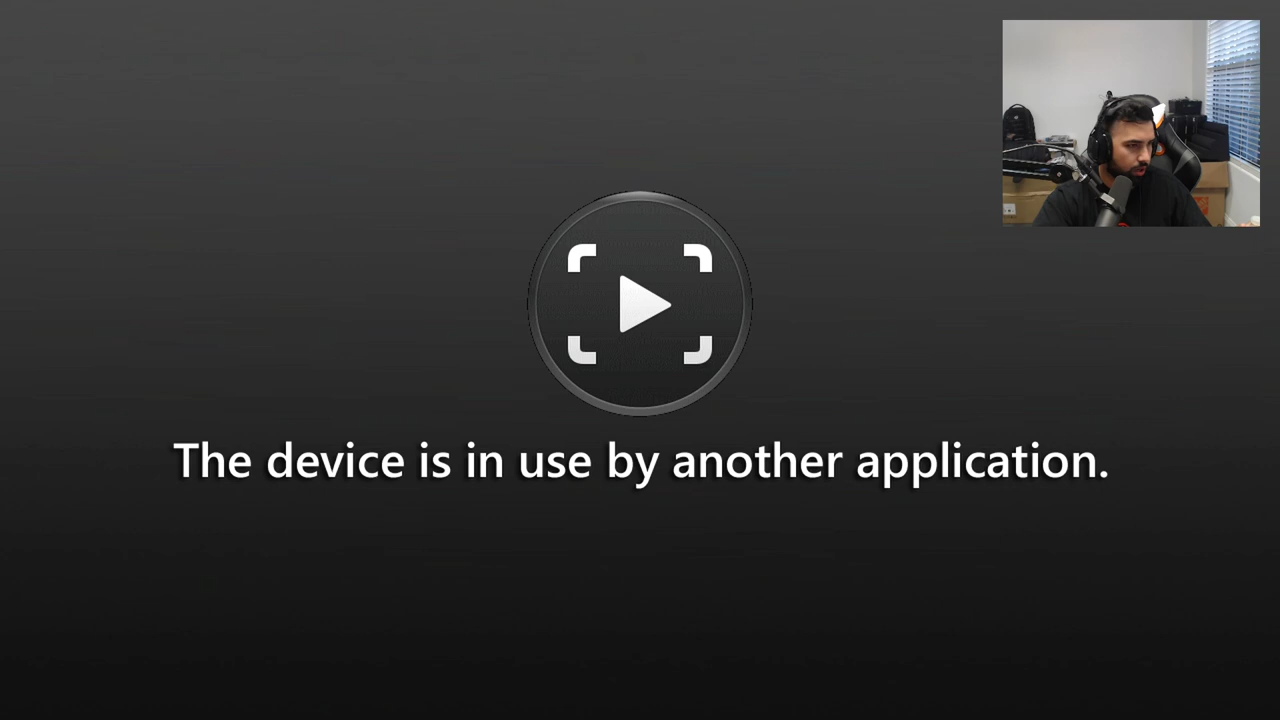 The device is in use by another application.